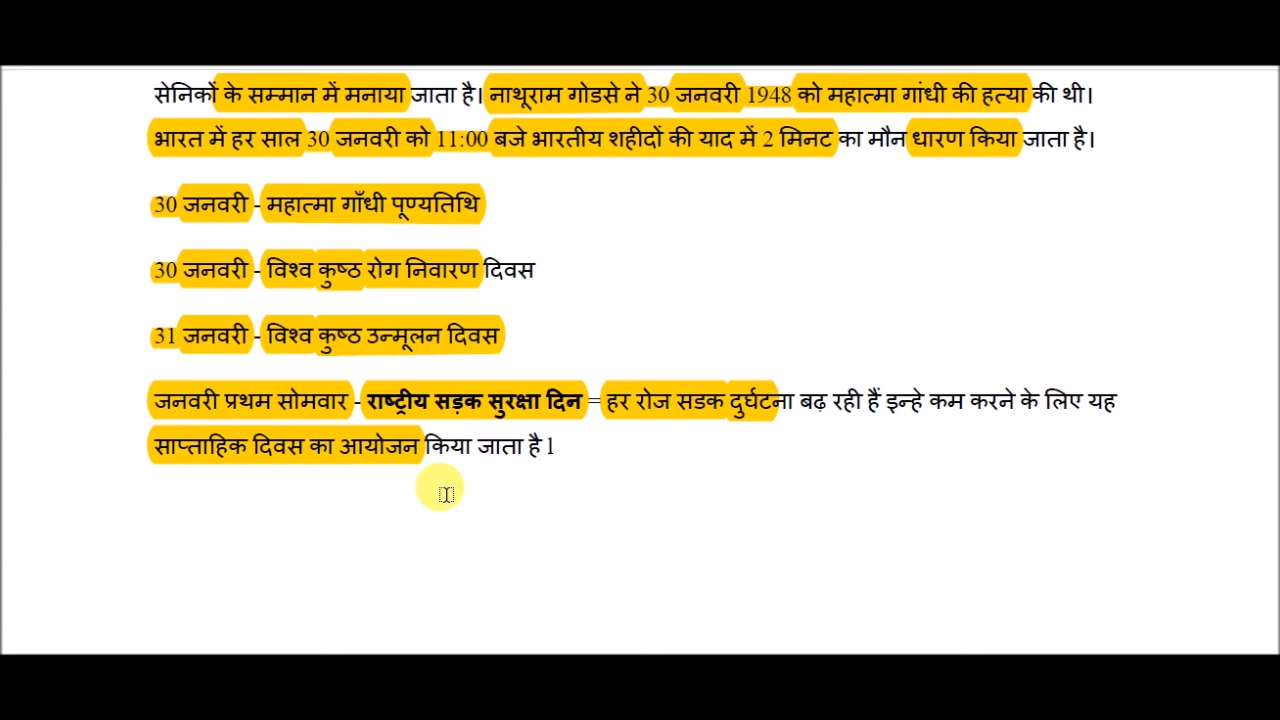 सेनिकों के सम्मान में मनाया जाता है। नाथूराम गोडसे ने 30 जनवरी 1948 को महात्मा गांधी की हत्या की थी।
भारत में हर साल 30 जनवरी को 11:00 बजे भारतीय शहीदों की याद में 2 मिनट का मौन धारण किया जाता है।
30 जनवरी - महात्मा गाँधी पूण्यतिथि
30 जनवरी - विश्व कुष्ठ रोग निवारण दिवस
31 जनवरी - विश्व कुष्ठ उन्मूलन दिवस
जनवरी प्रथम सोमवार - राष्ट्रीय सड़क सुरक्षा दिन = हर रोज सडक दुर्घटना बढ़ रही हैं इन्हे कम करने के लिए यह
साप्ताहिक दिवस का आयोजन किया जाता है l